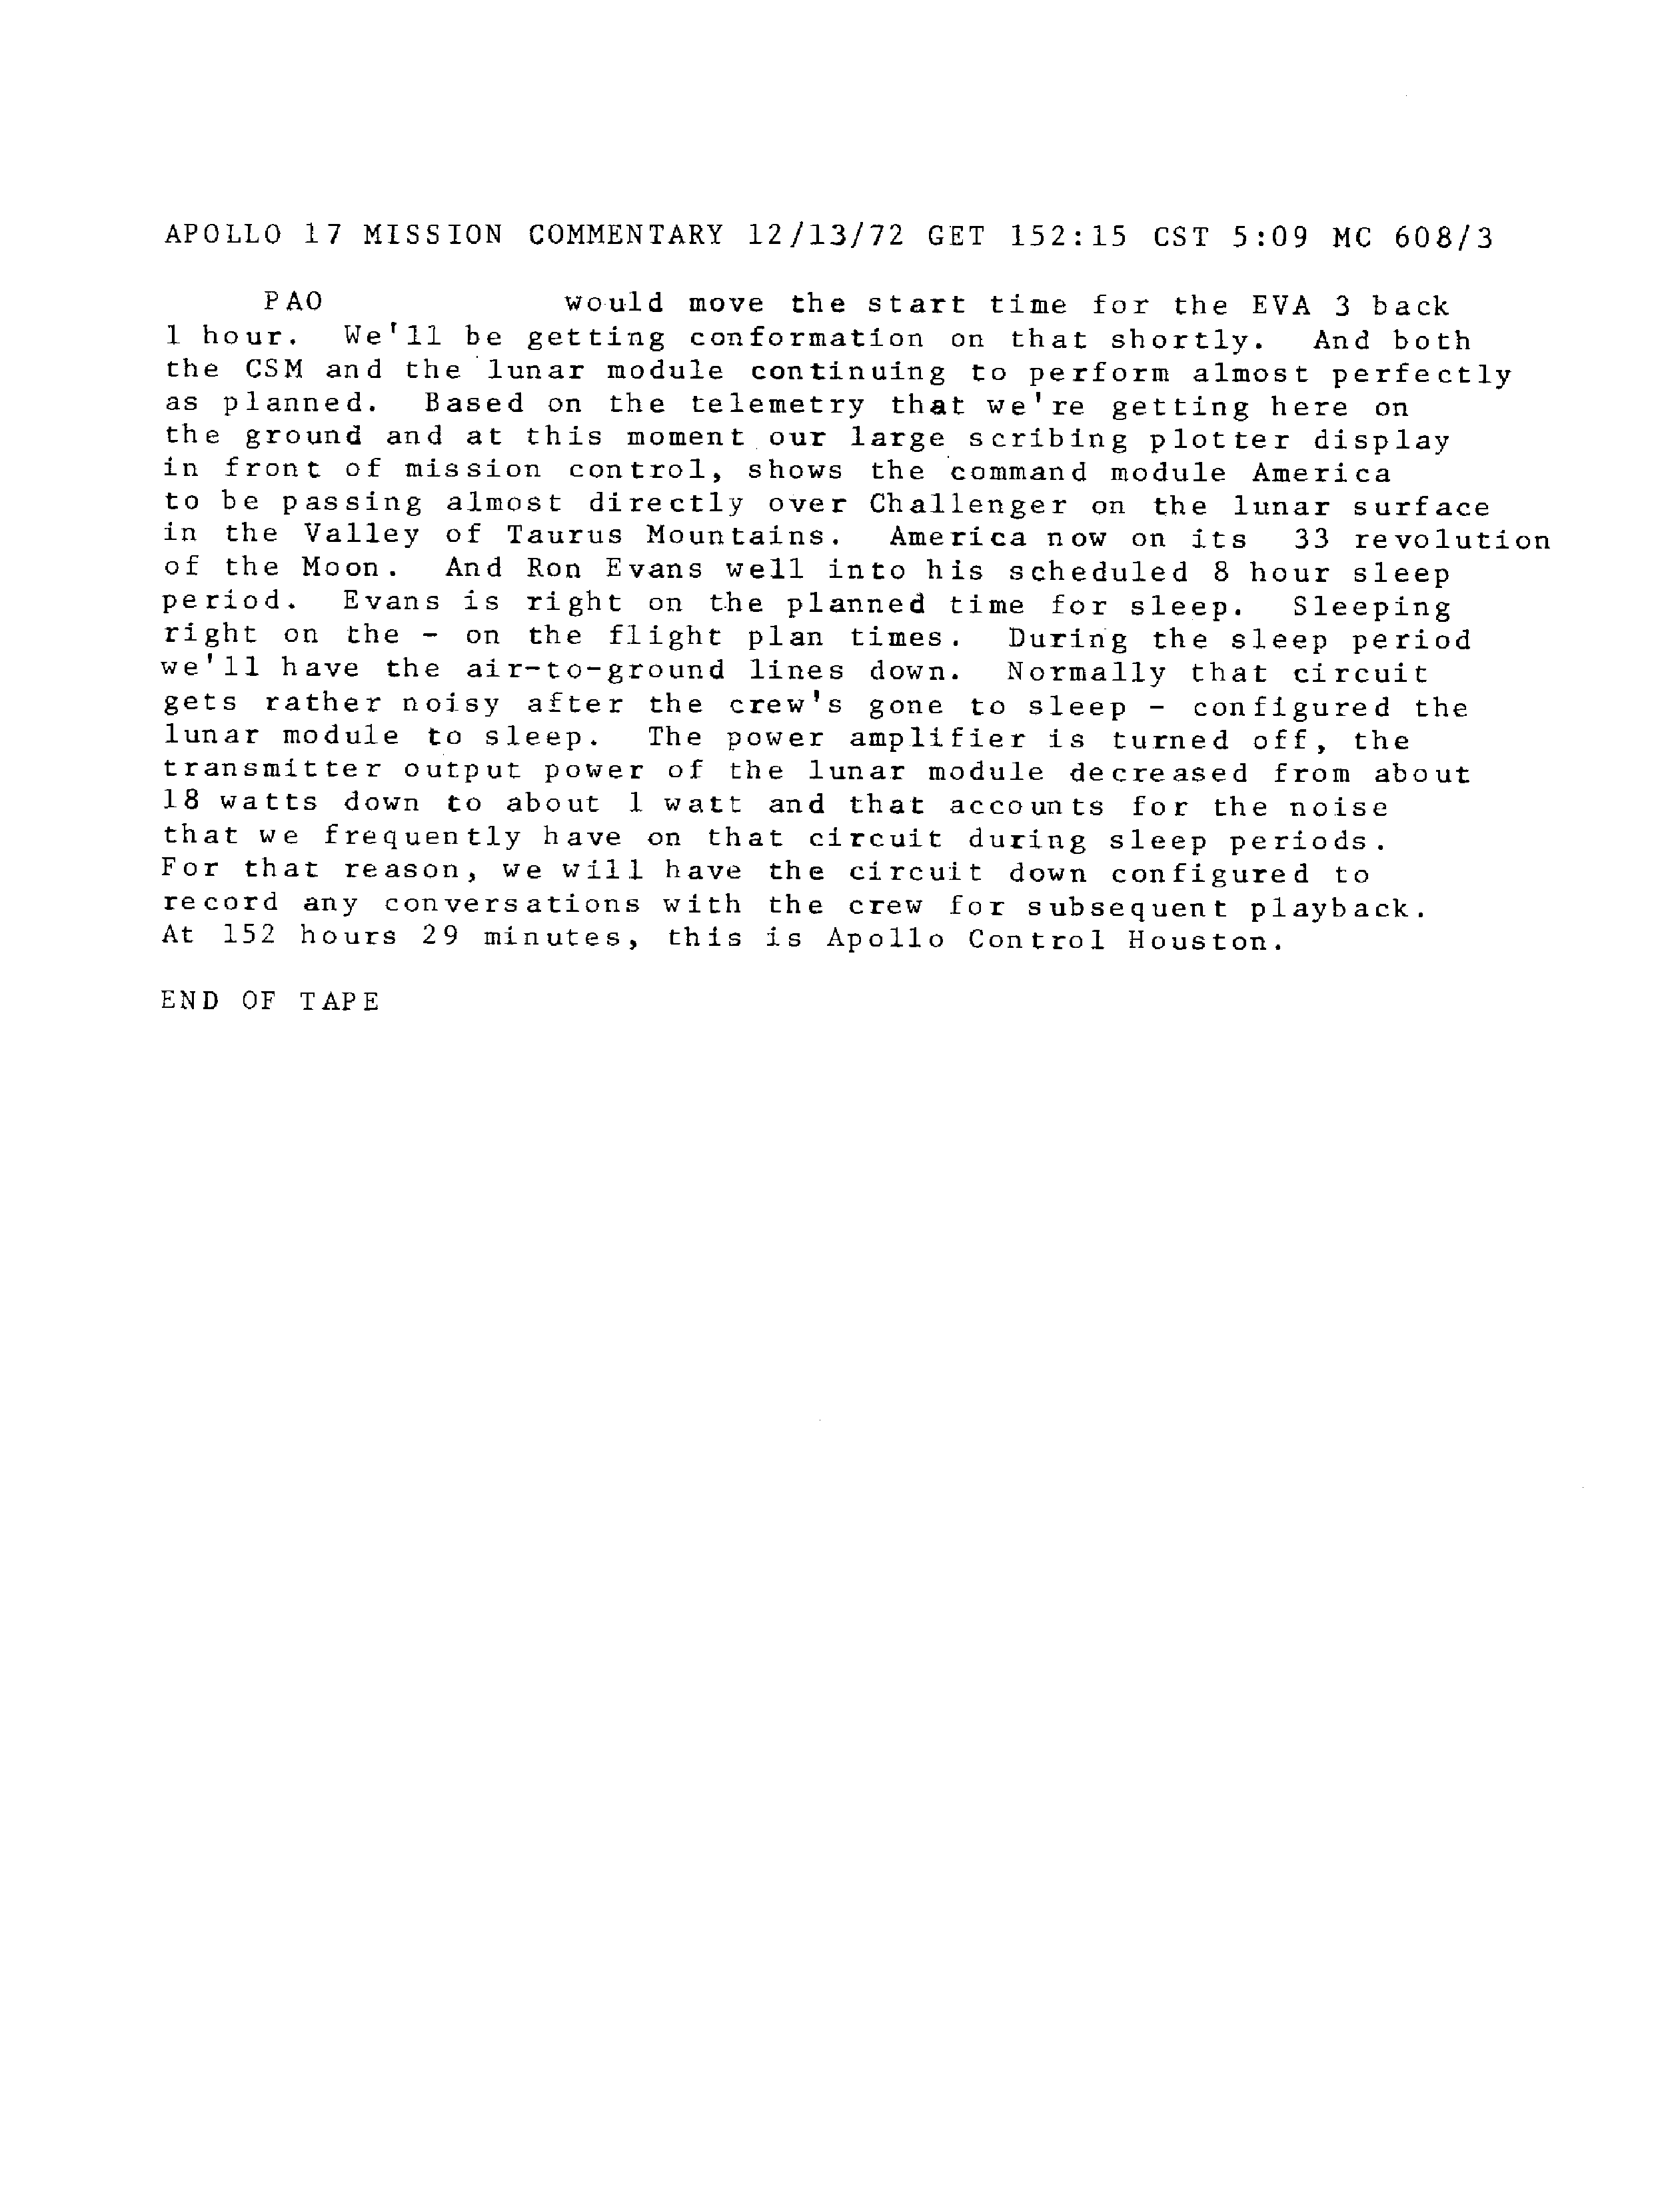 APOLLO 17 MISSION COMMENTARY 12/13/72 GET 152:15 CST 5:09 MC 608/3
PAO would move the start time for the EVA 3 back
1 hour. We'll be getting conformation on that shortly. And both
the CSM and the lunar module continuing to perform almost perfectly
as planned. Based on the telemetry that we're getting here on
the ground and at this moment our large scribing plotter display
in front of mission control, shows the command module America
to be passing almost directly over Challenger on the lunar surface
in the Valley of Taurus Mountains. America now on its 33 revolution
of the Moon. And Ron Evans well into his scheduled 8 hour sleep
period. Evans is right on the planned time for sleep. Sleeping
right on the - on the flight plan times. During the sleep period
we'll have the air-to-ground lines down. Normally that circuit
gets rather noisy after the crew's gone to sleep - configured the
lunar module to sleep. The power amplifier is turned off, the
transmitter output power of the lunar module decreased from about
18 watts down to about 1 watt and that accounts for the noise
that we frequently have on that circuit during sleep periods.
For that reason, we will have the circuit down configured to
record any conversations with the crew for subsequent playback.
At 152 hours 29 minutes, this is Apollo Control Houston.
END OF TAPE